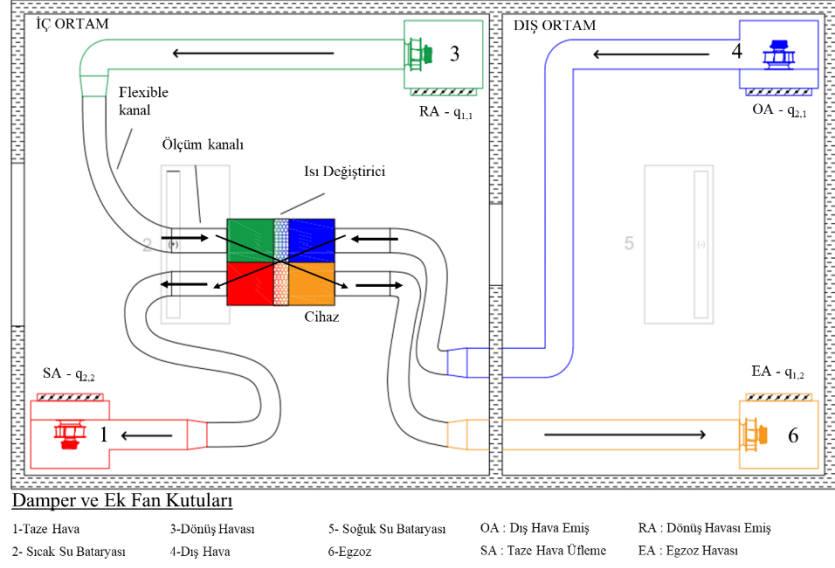 İÇ ORTAM
DIŞ ORTAM
3
4
Flexible
kanal
RA - q1,1
OA - q2,1
Ölçüm kanalı
Isı Değiştirici
2
(+)
5
(-)
Cihaz
SA - q2,2
EA - q1,2
1
6
Damper ve Ek Fan Kutuları
1-Taze Hava
3-Dönüş Havası
5- Soğuk Su Bataryası
OA : Dış Hava Emiş
RA : Dönüş Havası Emiş
2- Sıcak Su Bataryası
4-Dış Hava
6-Egzoz
SA : Taze Hava Üfleme
EA : Egzoz Havası